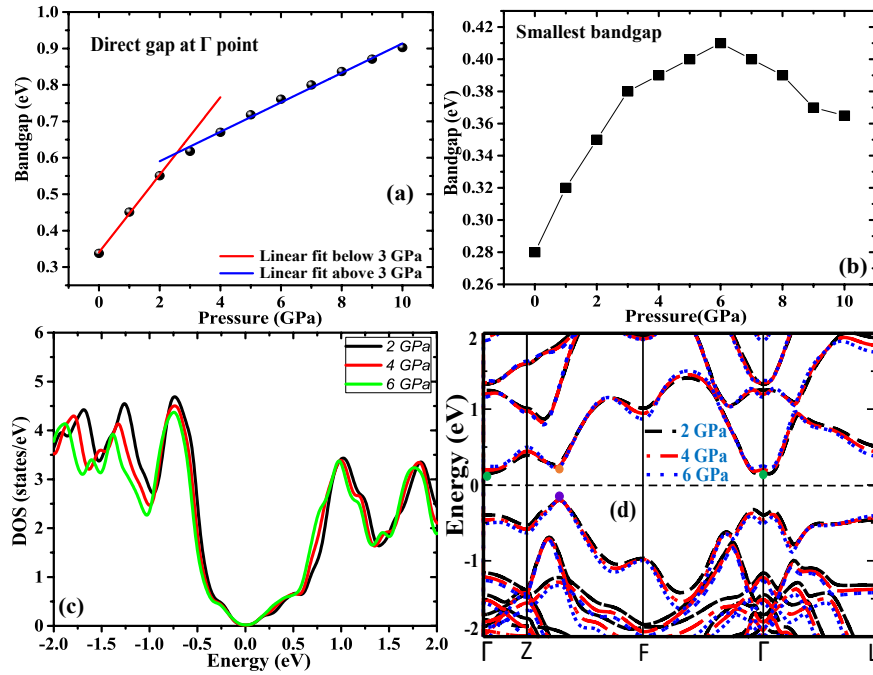 0.9
0.8
0.7
0.6
0.5
0.4
0.3
1.0
Bandgap (eV)
Direct gap at Γ point
(a)
Linear fit below 3 GPa
Linear fit above 3 GPa
0 2 4 6 8 10
Pressure (GPa)
0.40
0.38
0.36
0.34
0.32
0.30
0.28
0.26
0.42
Bandgap (eV)
Smallest bandgap
(b)
0 2 4 6 8 10
Pressure(GPa)
6
5
4
3
2
1
0
DOS (states/eV)
2 GPa
4 GPa
6 GPa
(c)
-2.0 -1.5 -1.0 -0.5 0.0 0.5 1.0 1.5 2.0
Energy (eV)
2
1
0
-1
-2
Energy (eV)
2 GPa
4 GPa
6 GPa
(d)
Γ Z F Γ L